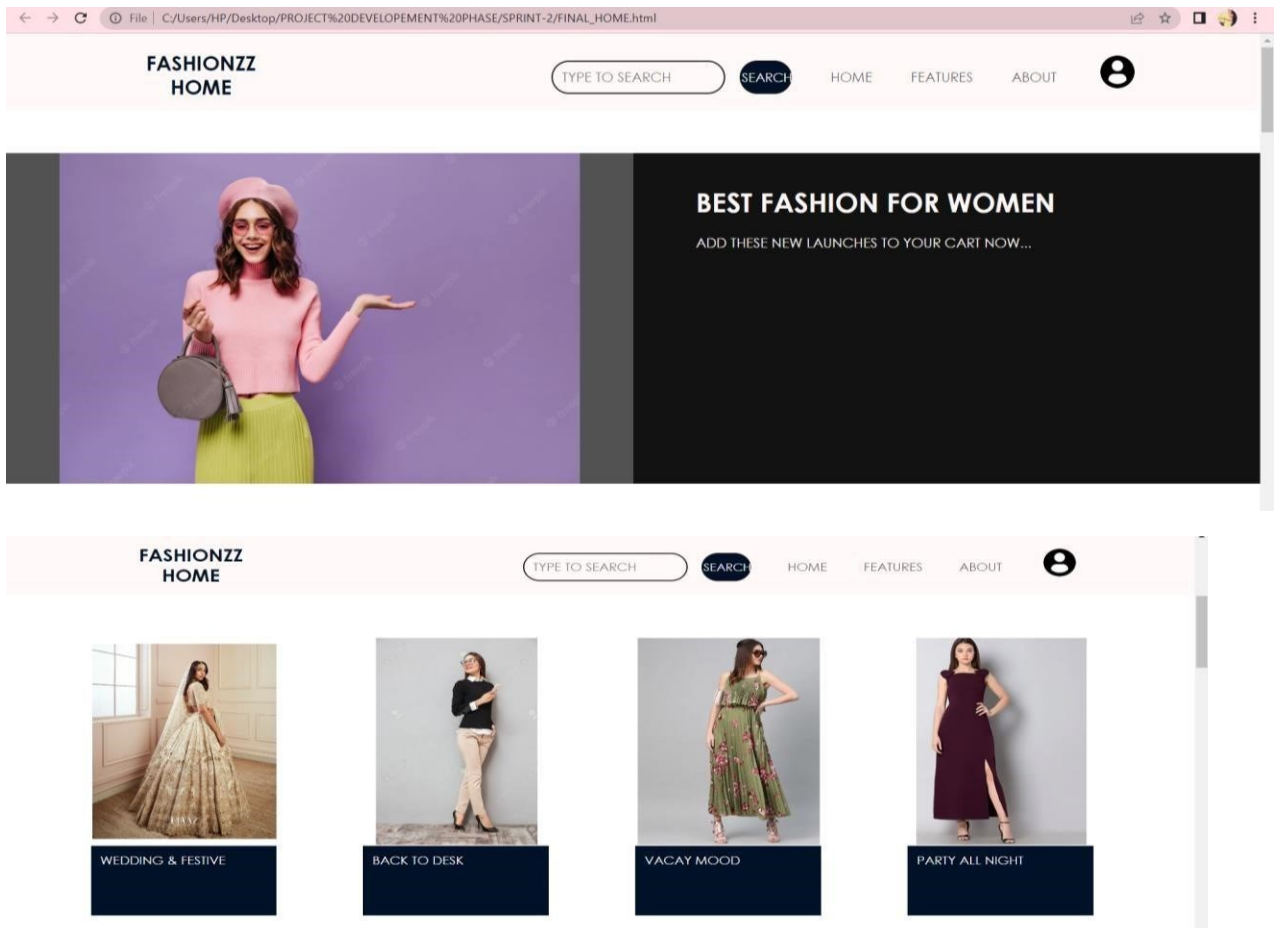 File | C:/Users/HP/Desktop/PROJECT%20DEVELOPEMENT%20PHASE/SPRINT-2/FINAL_HOME.html
FASHIONZZ
HOME
TYPE TO SEARCH SEARCH HOME FEATURES ABOUT
BEST FASHION FOR WOMEN
ADD THESE NEW LAUNCHES TO YOUR CART NOW...
FASHIONZZ
HOME
TYPE TO SEARCH SEARCH HOME FEATURES ABOUT
WEDDING & FESTIVE BACK TO DESK VACAY MOOD PARTY ALL NIGHT